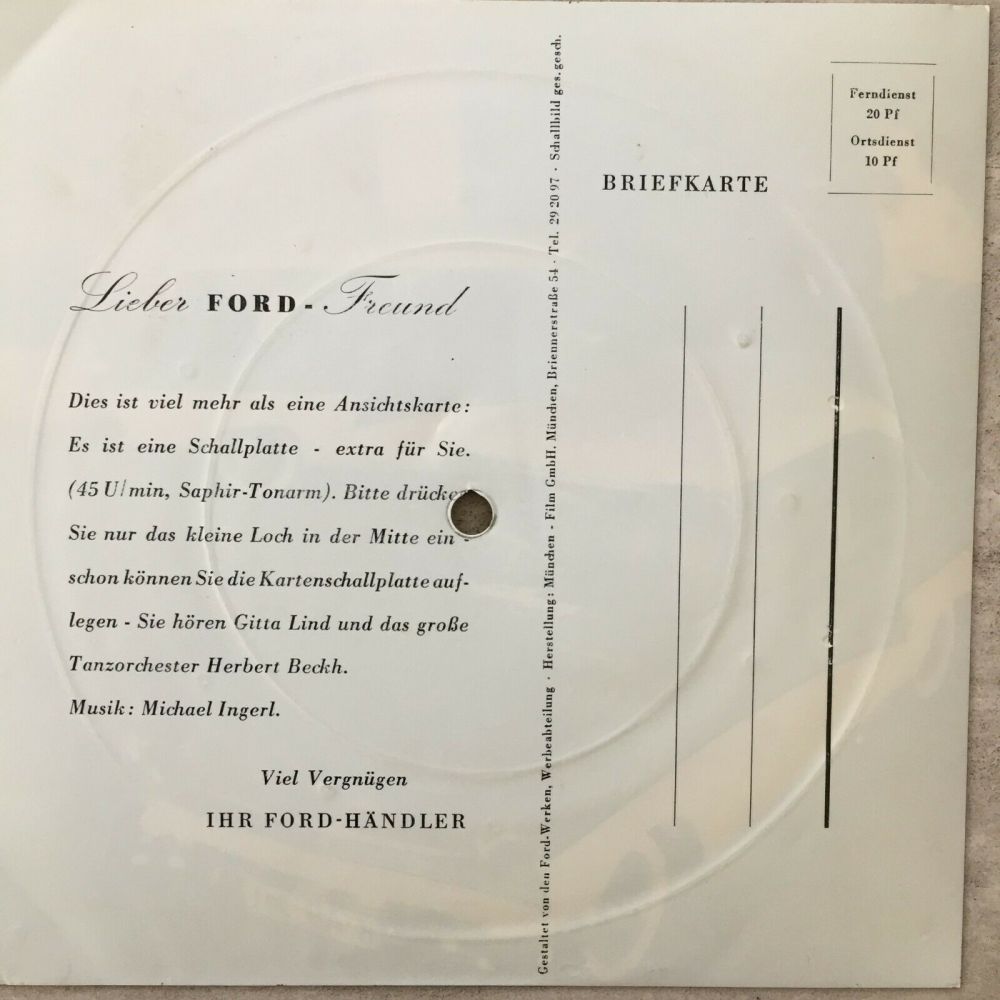 Lieber FORD - Freund
Dies ist viel mehr als eine Ansichtskarte:
Es ist eine Schallplatte - extra für Sie.
(45 U/min, Saphir-Tonarm). Bitte drücken
Sie nur das kleine Loch in der Mitte ein -
schon können Sie die Kartenschallplatte auf-
legen - Sie hören Gitta Lind und das große
Tanzorchester Herbert Beckh.
Musik: Michael Ingerl.
Viel Vergnügen
IHR FORD-HÄNDLER
Gestaltet von den Ford-Werken, Werbeabteilung · Herstellung: München - Film GmbH. München, Briennerstraße 54 · Tel. 29 20 97 · Schallbild ges. gesch.
BRIEFKARTE
Ferndienst
20 Pf
Ortsdienst
10 Pf